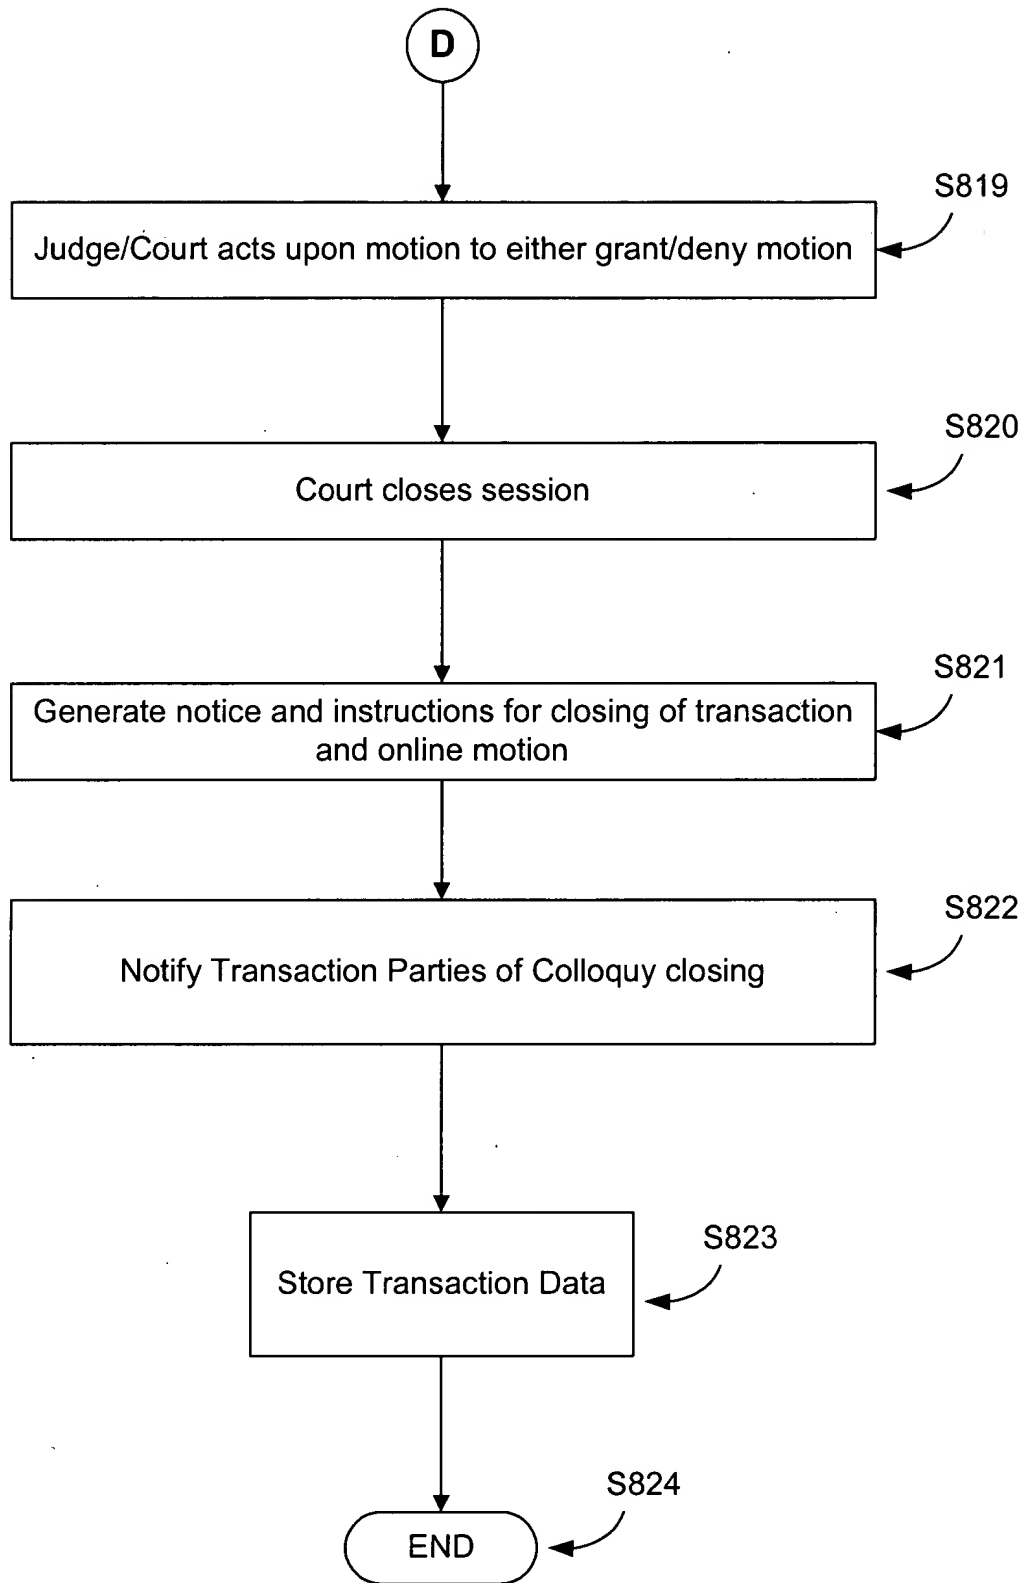 D
S819
Judge/Court acts upon motion to either grant/deny motion
S820
Court closes session
S821
Generate notice and instructions for closing of transaction
and online motion
S822
Notify Transaction Parties of Colloquy closing
S823
Store Transaction Data
S824
END